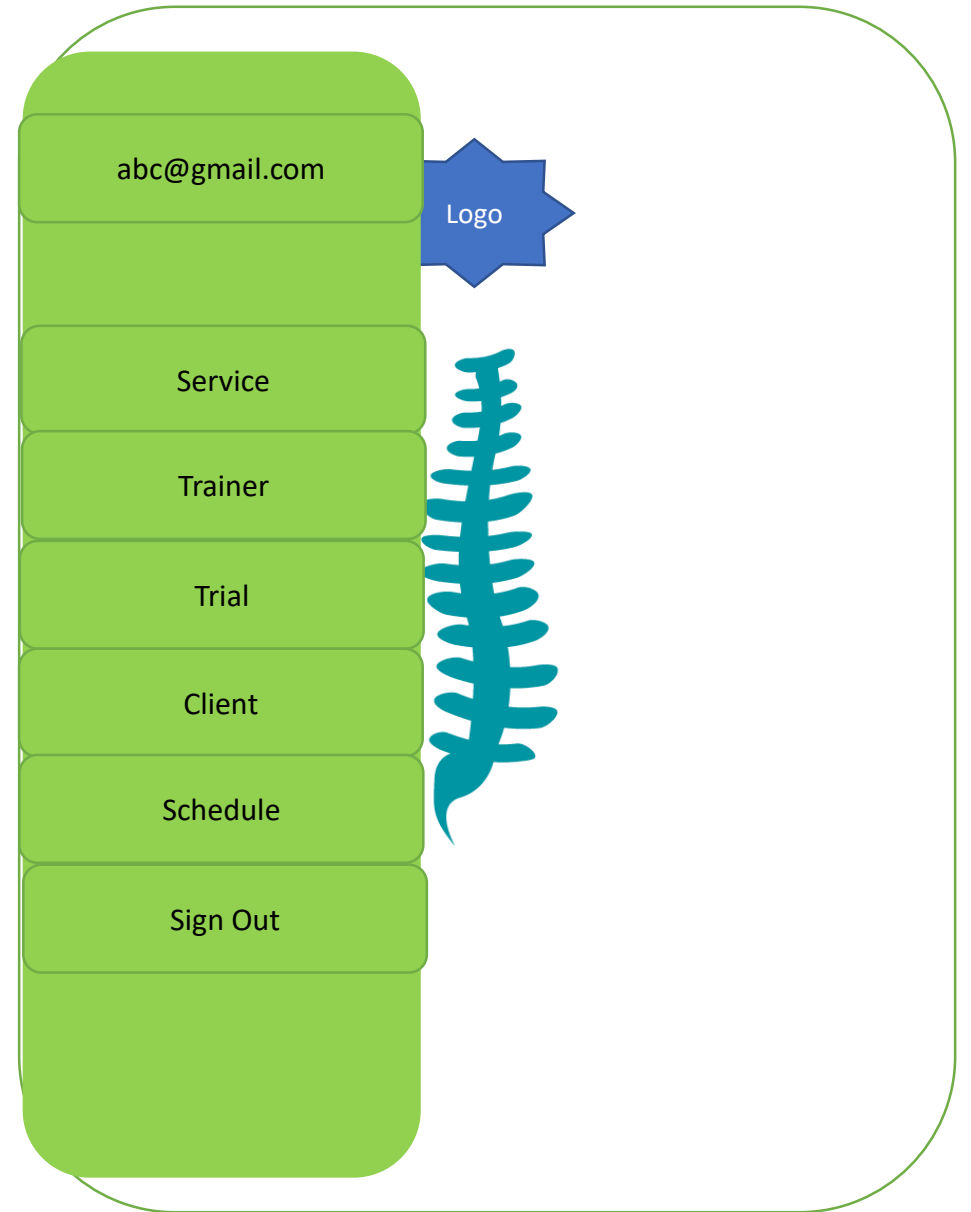 abc@gmail.com
Logo
Service
Trainer
Trial
Client
Schedule
Sign Out